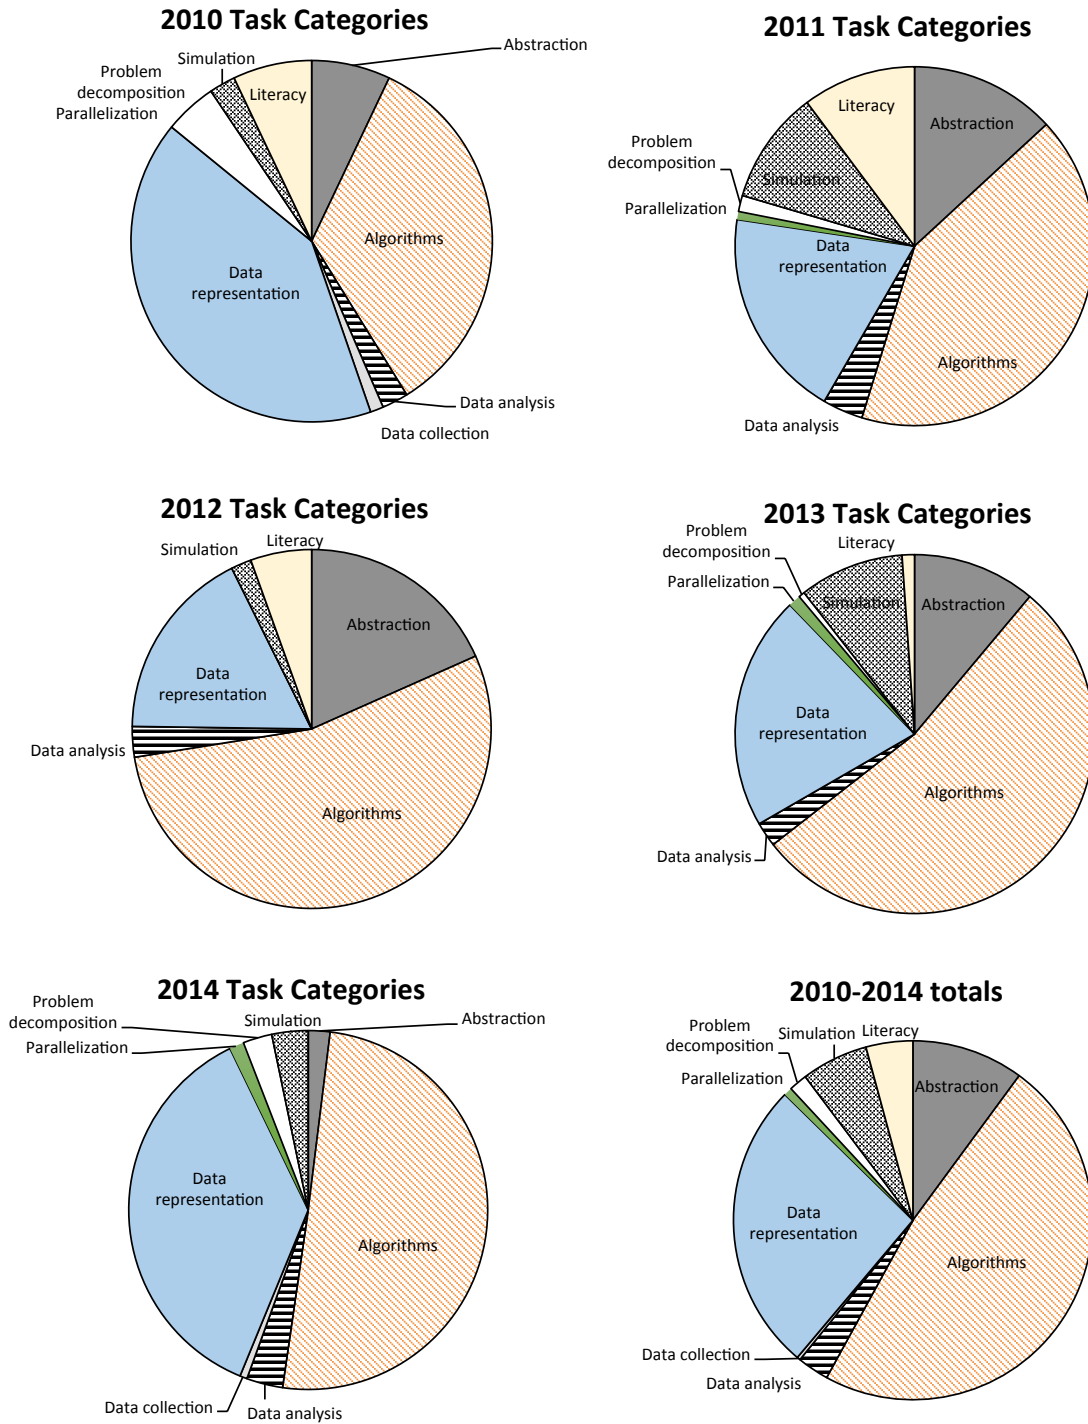 2010 Task Categories
Simulation
Abstraction
Problem
decomposition
Parallelization
Literacy
Algorithms
Data
representation
Data analysis
Data collection
2011 Task Categories
Literacy
Abstraction
Problem
decomposition
Simulation
Parallelization
Data
representation
Algorithms
Data analysis
2012 Task Categories
Simulation
Literacy
Abstraction
Data
representation
Data analysis
Algorithms
2013 Task Categories
Problem
decomposition
Literacy
Parallelization
Simulation
Abstraction
Data
representation
Algorithms
Data analysis
2014 Task Categories
Problem
decomposition
Simulation
Abstraction
Parallelization
Data
representation
Algorithms
Data collection
Data analysis
2010-2014 totals
Problem
decomposition
Simulation
Literacy
Parallelization
Abstraction
Data
representation
Algorithms
Data collection
Data analysis